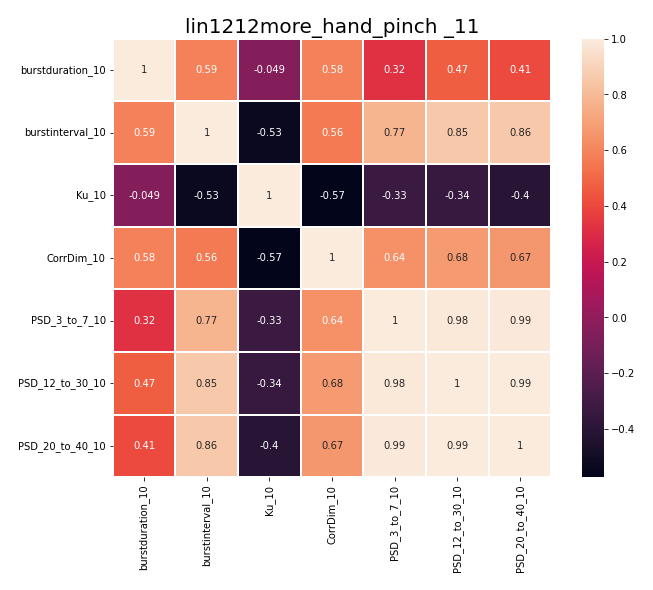 lin1212more_hand_pinch _11
burstduration_10 1 0.59 -0.049 0.58 0.32 0.47 0.41
burstinterval_10 0.59 1 -0.53 0.56 0.77 0.85 0.86
Ku_10 -0.049 -0.53 1 -0.57 -0.33 -0.34 -0.4
CorrDim_10 0.58 0.56 -0.57 1 0.64 0.68 0.67
PSD_3_to_7_10 0.32 0.77 -0.33 0.64 1 0.98 0.99
PSD_12_to_30_10 0.47 0.85 -0.34 0.68 0.98 1 0.99
PSD_20_to_40_10 0.41 0.86 -0.4 0.67 0.99 0.99 1
burstduration_10
burstinterval_10
Ku_10
CorrDim_10
PSD_3_to_7_10
PSD_12_to_30_10
PSD_20_to_40_10
1.0
0.8
0.6
0.4
0.2
0.0
−0.2
−0.4